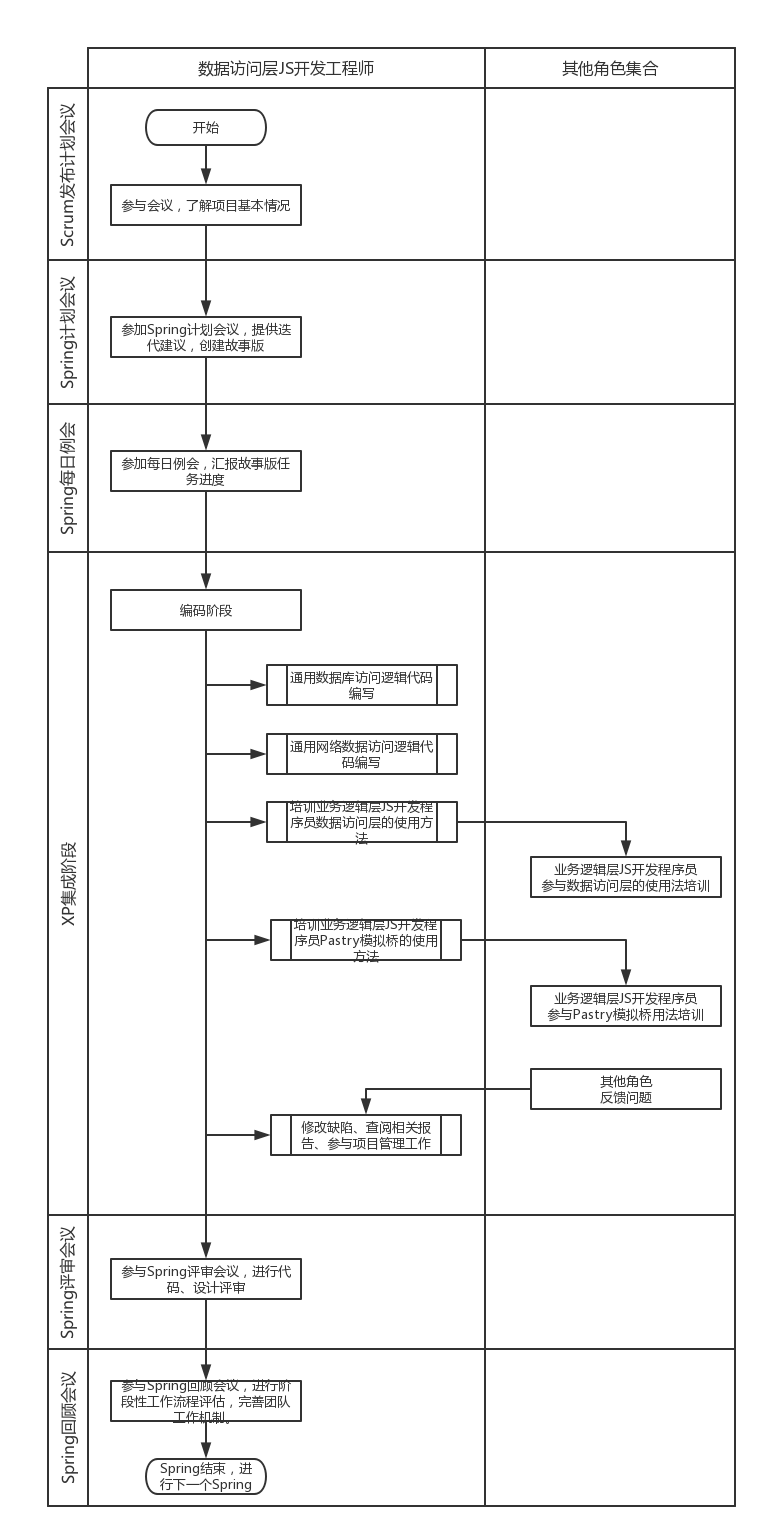 数据访问层JS开发工程师
其他角色集合
Scrum发布计划会议
开始
参与会议，了解项目基本情况
Spring计划会议
参加Spring计划会议，提供迭
代建议，创建故事版
Spring每日例会
参加每日例会，汇报故事版任
务进度
XP集成阶段
编码阶段
通用数据库访问逻辑代码
编写
通用网络数据访问逻辑代
码编写
培训业务逻辑层JS开发程
序员数据访问层的使用方
法
业务逻辑层JS开发程序员
参与数据访问层的使用法培训
培训业务逻辑层JS开发程
序员Pastry模拟桥的使用
方法
业务逻辑层JS开发程序员
参与Pastry模拟桥用法培训
其他角色
反馈问题
修改缺陷、查阅相关报
告、参与项目管理工作
Spring评审会议
参与Spring评审会议，进行代
码、设计评审
Spring回顾会议
参与Spring回顾会议，进行阶
段性工作流程评估，完善团队
工作机制。
Spring结束，进
行下一个Spring